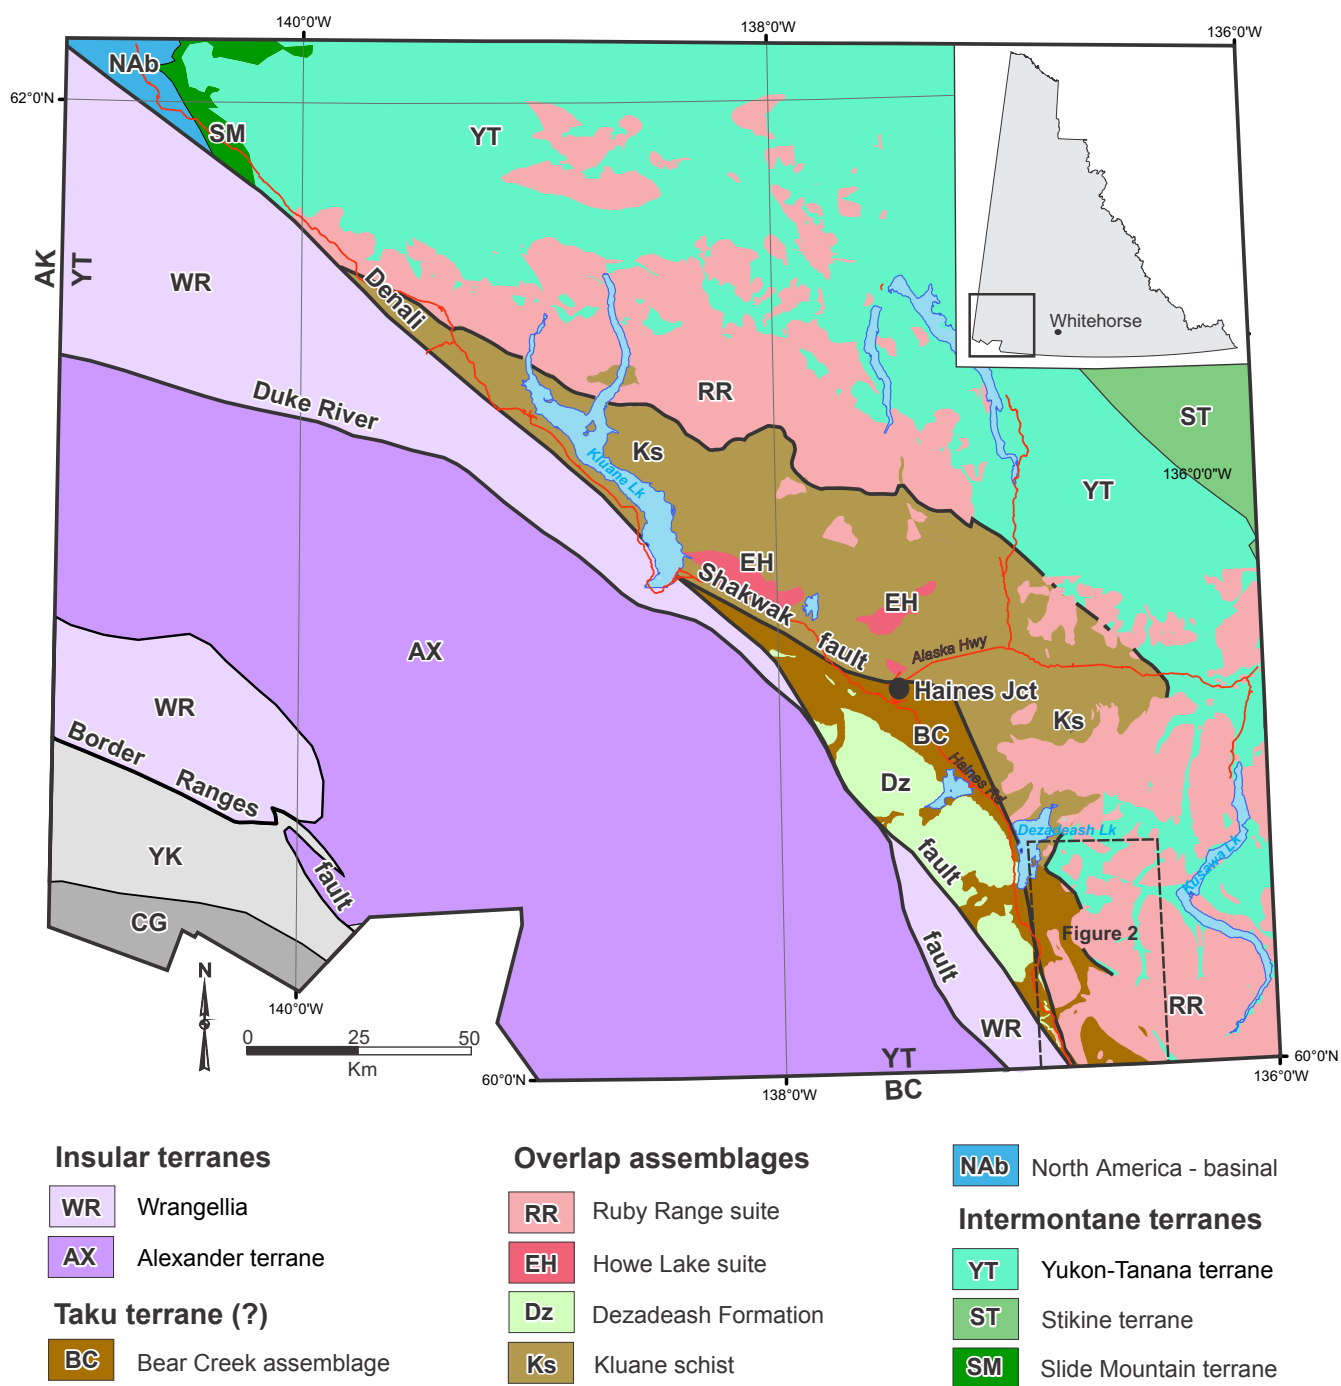 140°0'W
138°0'W
136°0'W
NAb
62°0'N
SM
YT
AK
YT
WR
Whitehorse
Denali
Duke River
RR
ST
Ks
Kluane Lk
136°0'0"W
YT
EH
Shakwak
EH
fault
Alaska Hwy
AX
Haines Jct
WR
Ks
BC
Border
Ranges
Haines Rd
Dz
Dezadeash Lk
YK
fault
Kusawa Lk
fault
CG
Figure 2
fault
N
140°0'W
RR
WR
0 25 50
Km
YT
60°0'N
60°0'N
138°0'W
BC
136°0'W
Insular terranes
WR Wrangellia
AX Alexander terrane
Taku terrane (?)
BC Bear Creek assemblage
Overlap assemblages
RR Ruby Range suite
EH Howe Lake suite
Dz Dezadeash Formation
Ks Kluane schist
NAb North America - basinal
Intermontane terranes
YT Yukon-Tanana terrane
ST Stikine terrane
SM Slide Mountain terrane